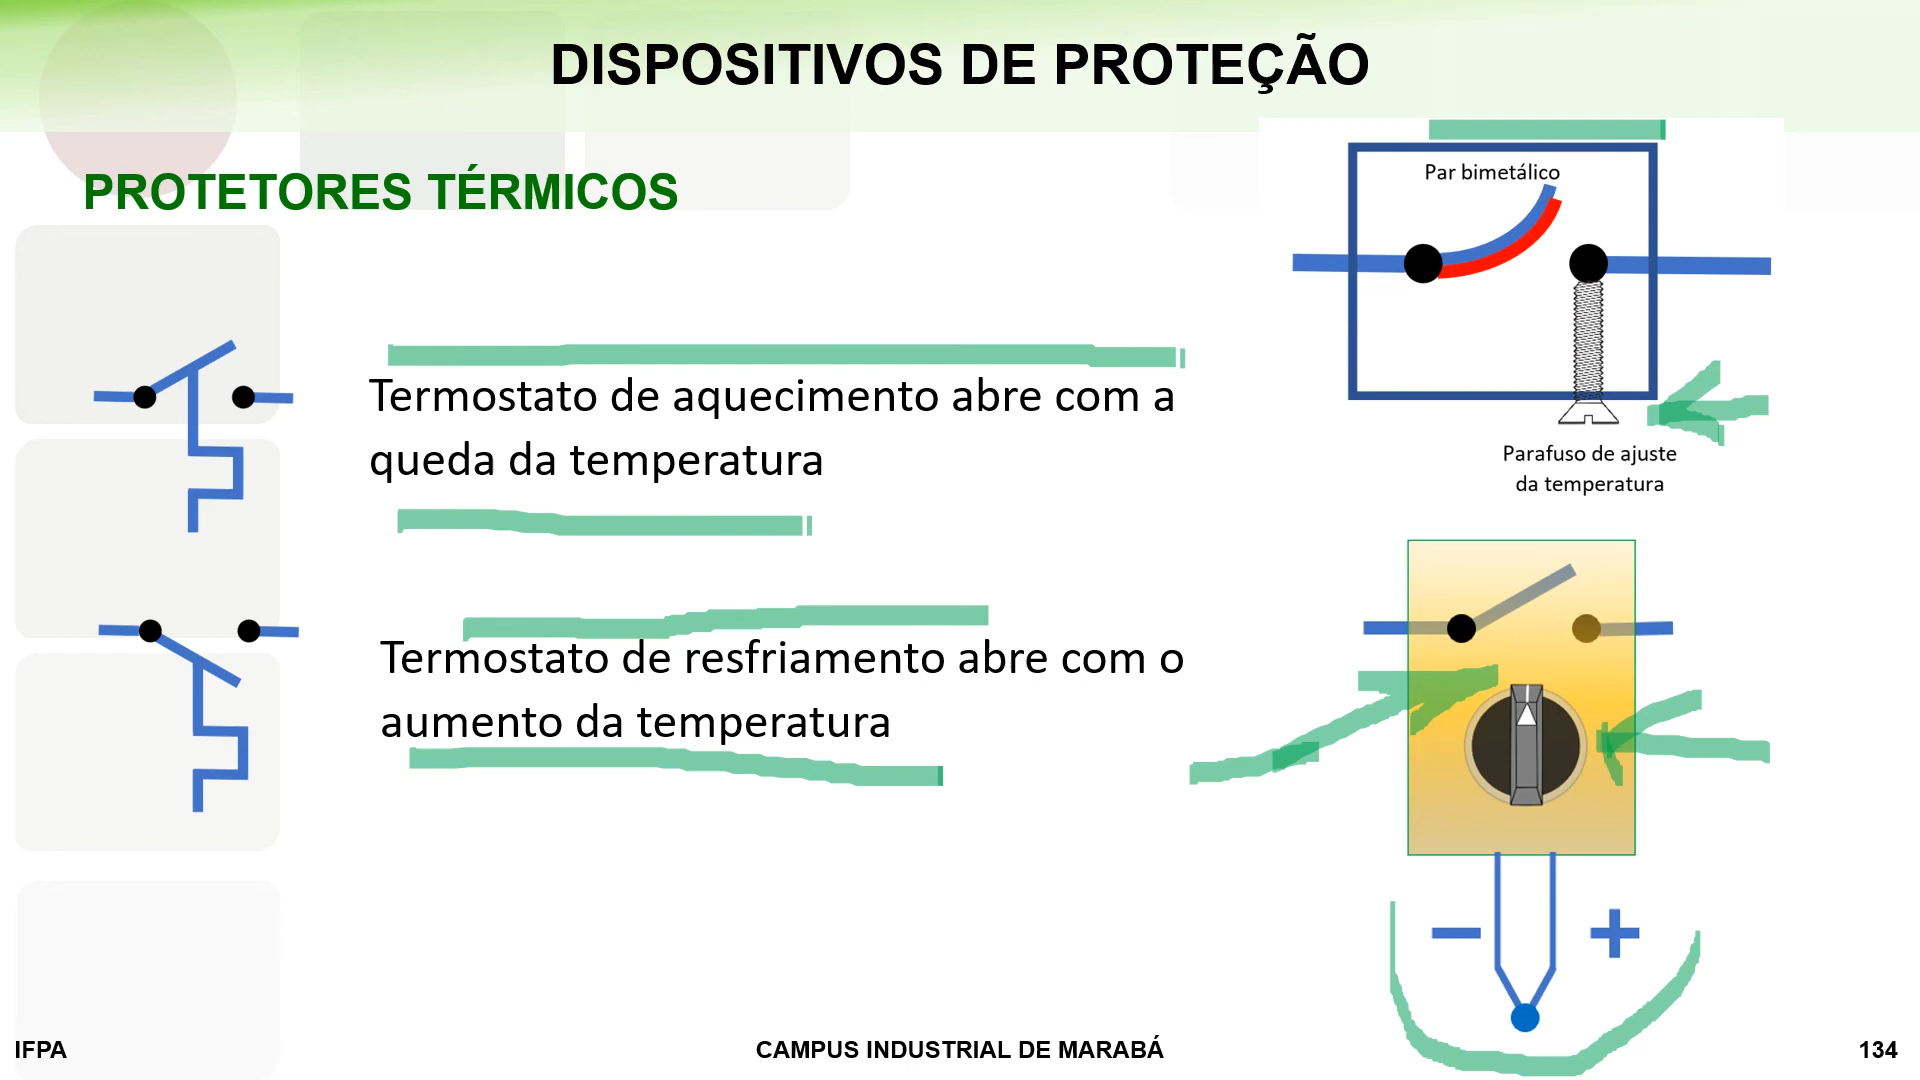 DISPOSITIVOS DE PROTEÇÃO
PROTETORES TÉRMICOS
Par bimetálico
Termostato de aquecimento abre com a
queda da temperatura
Parafuso de ajuste
da temperatura
Termostato de resfriamento abre com o
aumento da temperatura
− +
IFPA
CAMPUS INDUSTRIAL DE MARABÁ
134